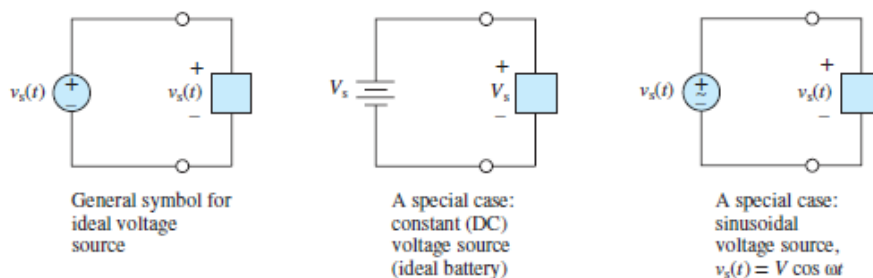 +
−
vs(t)
+
vs(t)
−
General symbol for
ideal voltage
source
Vs
+
Vs
−
A special case:
constant (DC)
voltage source
(ideal battery)
vs(t)
+
~
−
+
vs(t)
−
A special case:
sinusoidal
voltage source,
vs(t) = V cos ωt